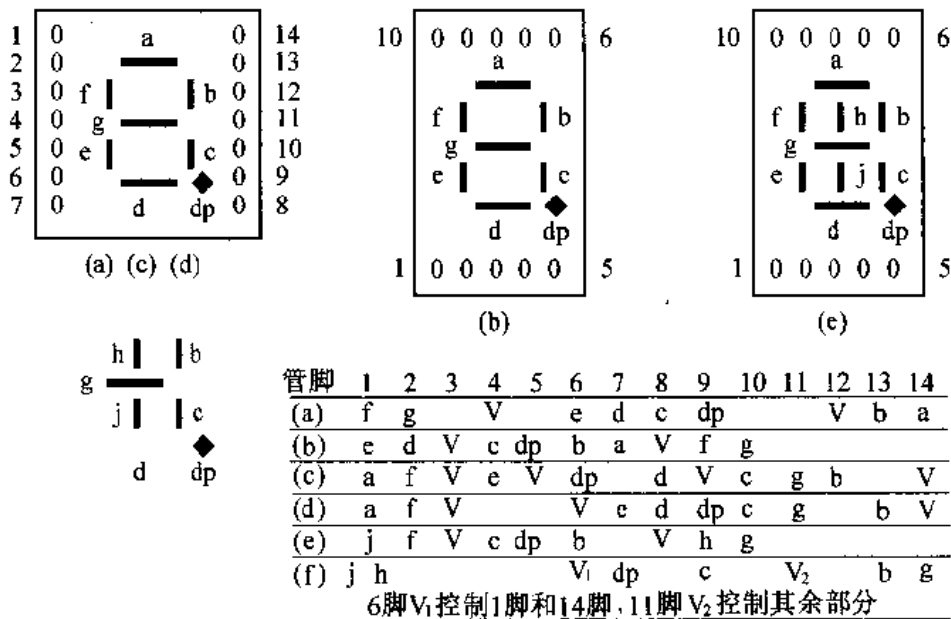 1 0 a 0 14
2 0 0 13
3 0 f b 0 12
4 0 g 0 11
5 0 e c 0 10
6 0 0 9
7 0 d dp 0 8
(a) (c) (d)
10 0 0 0 0 0 6
a
f b
g
e c
d dp
1 0 0 0 0 0 5
(b)
10 0 0 0 0 0 6
a
f h b
g
e j c
d dp
1 0 0 0 0 0 5
(e)
h b
g
j c
d dp
管脚 1 2 3 4 5 6 7 8 9 10 11 12 13 14
(a) f g V e d c dp V b a
(b) e d V c dp b a V f g
(c) a f V e V dp d V c g b V
(d) a f V V e d dp c g b V
(e) j f V c dp b V h g
(f) j h V₁ dp c V₂ b g
6脚V₁控制1脚和14脚,11脚V₂控制其余部分